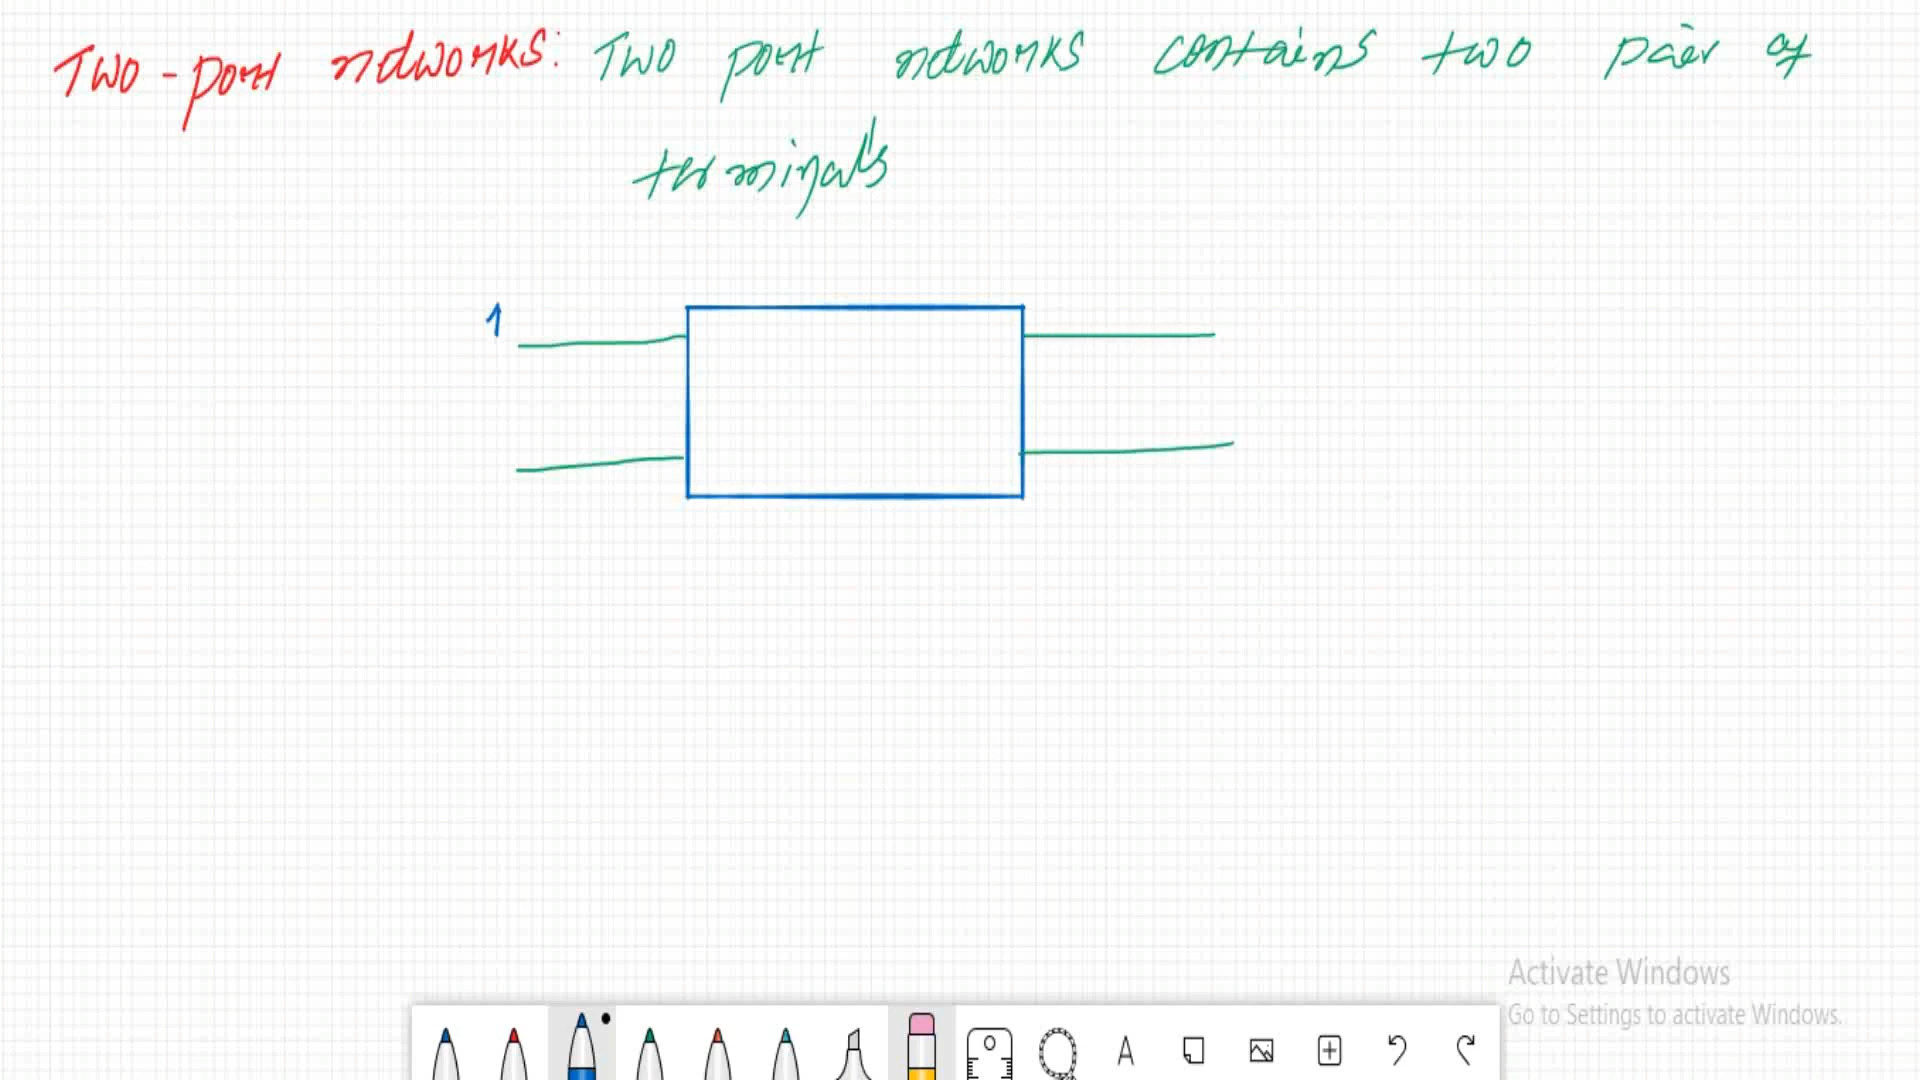 Two-port networks: Two port networks contains two pair of
terminals
1
A
Activate Windows
Go to Settings to activate Windows.